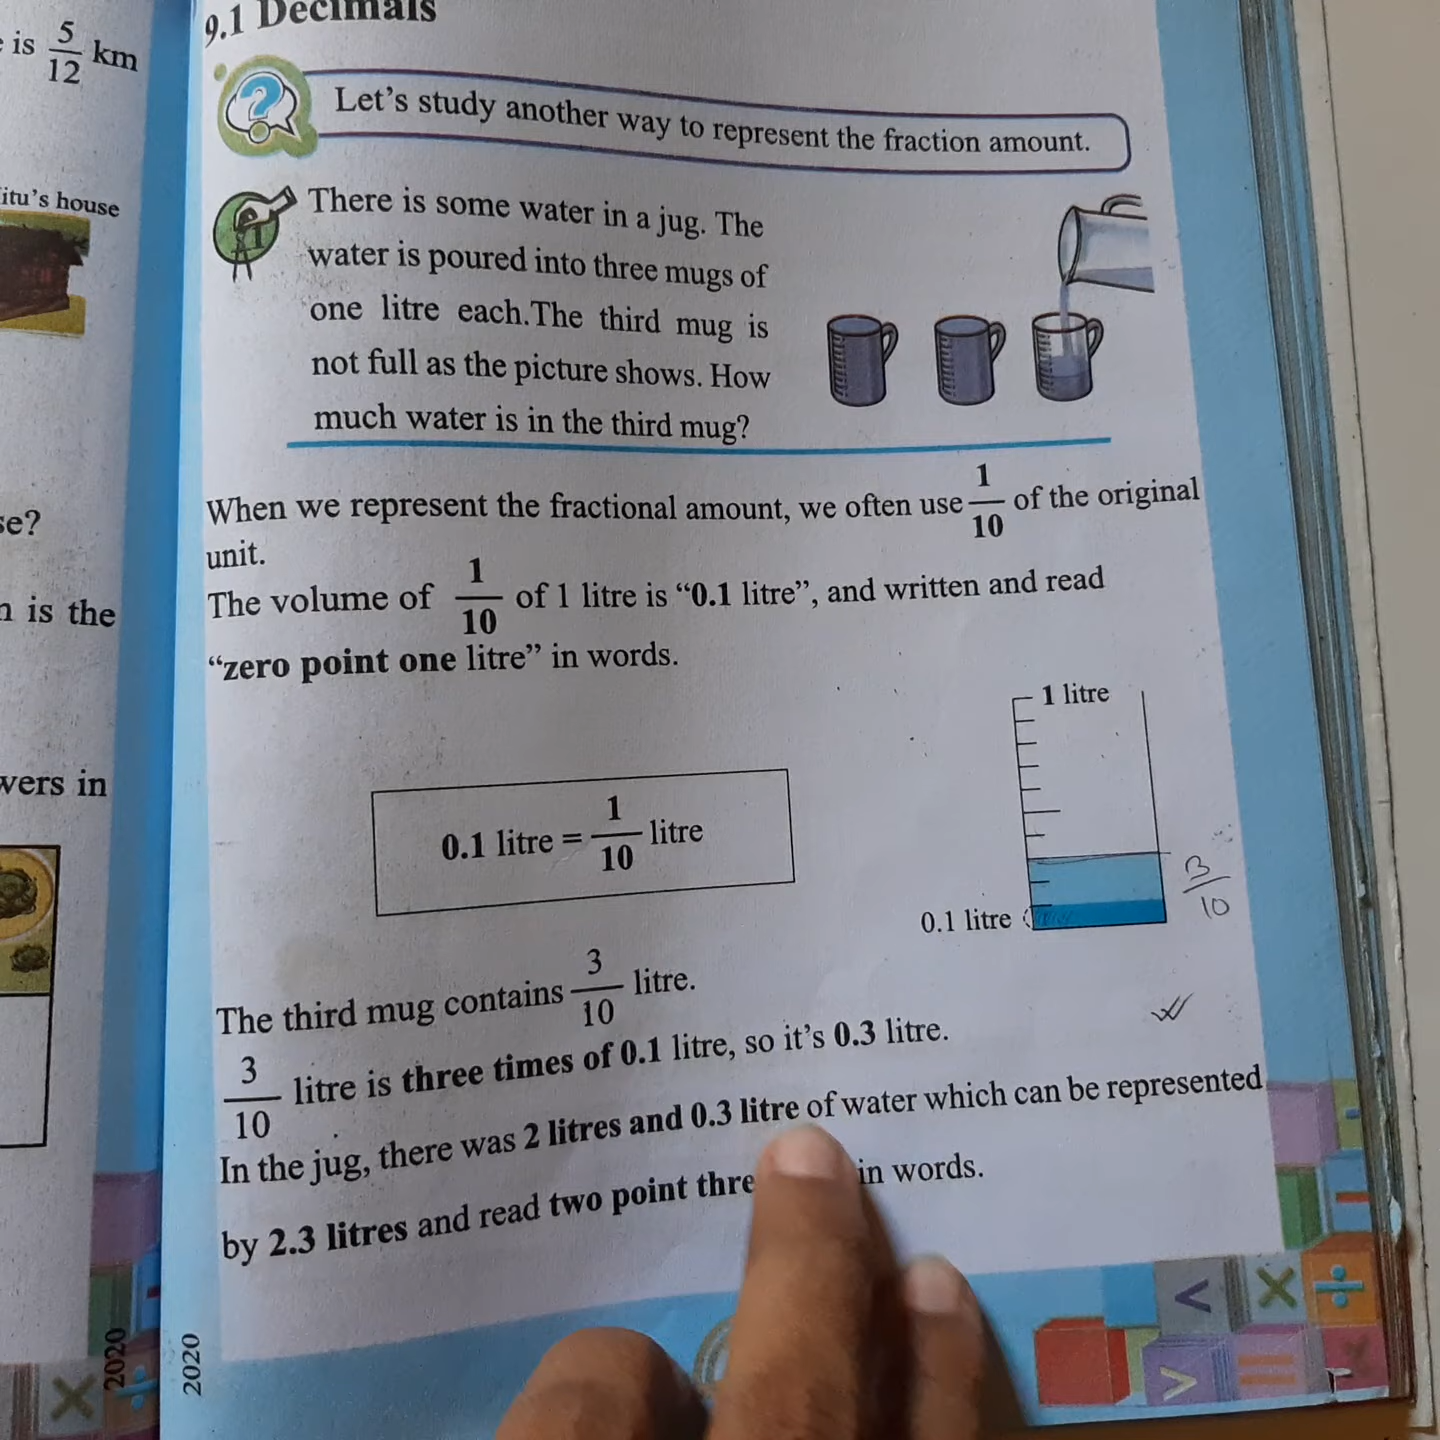 is 5/12 km
itu's house
se?
is the
wers in
2020
9.1 Decimals
Let's study another way to represent the fraction amount.
There is some water in a jug. The
water is poured into three mugs of
one litre each.The third mug is
not full as the picture shows. How
much water is in the third mug?
When we represent the fractional amount, we often use 1/10 of the original
unit.
The volume of 1/10 of 1 litre is “0.1 litre”, and written and read
“zero point one litre” in words.
1 litre
0.1 litre = 1/10 litre
3/10
0.1 litre
The third mug contains 3/10 litre.
3/10 litre is three times of 0.1 litre, so it's 0.3 litre.
In the jug, there was 2 litres and 0.3 litre of water which can be represented
by 2.3 litres and read two point thre in words.
2020
< × ÷
> =
×